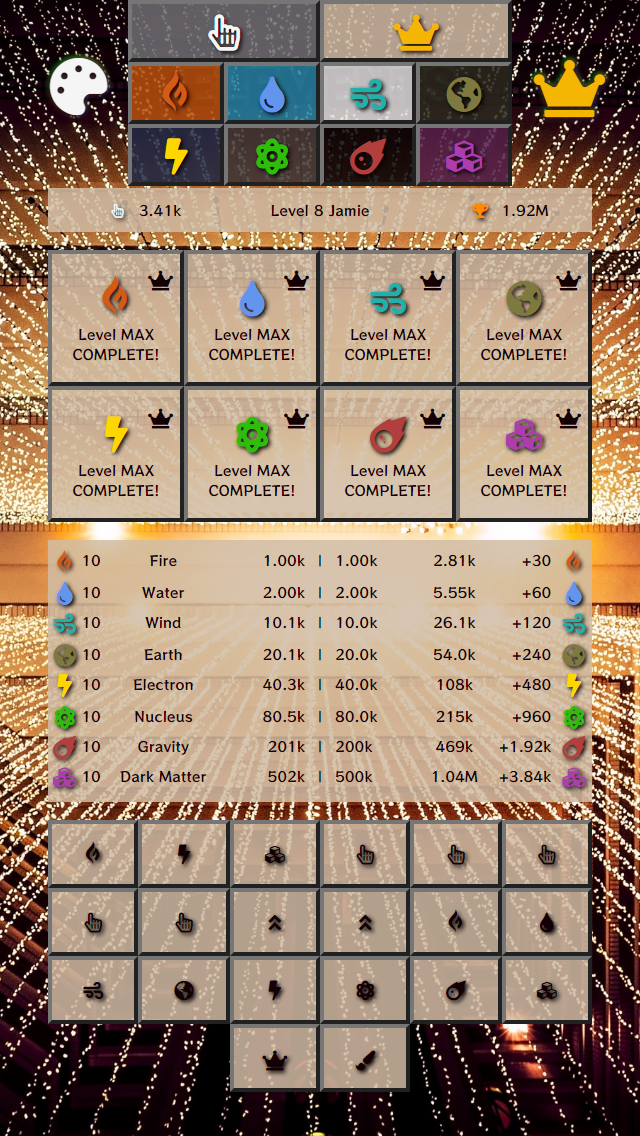 3.41k Level 8 Jamie 1.92M
Level MAX Level MAX Level MAX Level MAX
COMPLETE! COMPLETE! COMPLETE! COMPLETE!
Level MAX Level MAX Level MAX Level MAX
COMPLETE! COMPLETE! COMPLETE! COMPLETE!
10 Fire 1.00k | 1.00k 2.81k +30
10 Water 2.00k | 2.00k 5.55k +60
10 Wind 10.1k | 10.0k 26.1k +120
10 Earth 20.1k | 20.0k 54.0k +240
10 Electron 40.3k | 40.0k 108k +480
10 Nucleus 80.5k | 80.0k 215k +960
10 Gravity 201k | 200k 469k +1.92k
10 Dark Matter 502k | 500k 1.04M +3.84k